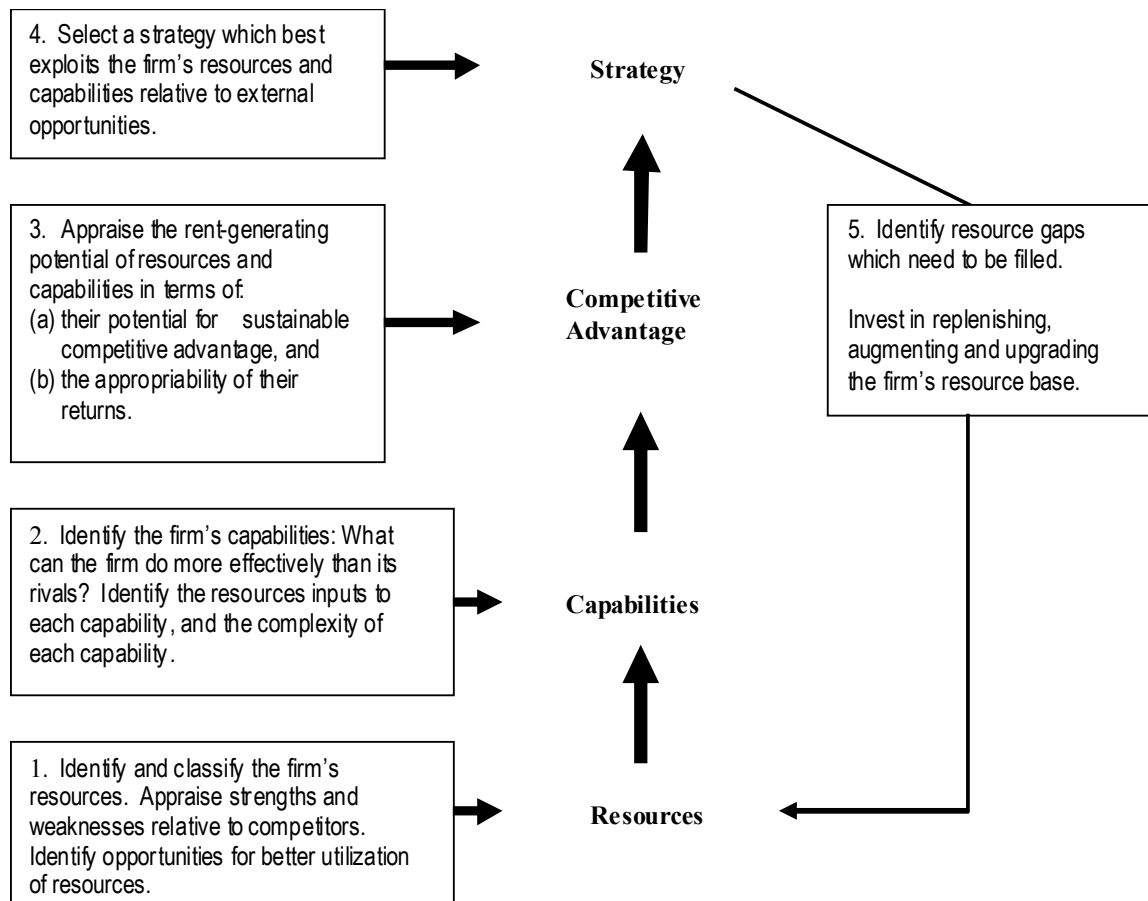 4. Select a strategy which best
exploits the firm's resources and
capabilities relative to external
opportunities.
Strategy
3. Appraise the rent-generating
potential of resources and
capabilities in terms of:
(a) their potential for sustainable
competitive advantage, and
(b) the appropriability of their
returns.
Competitive
Advantage
5. Identify resource gaps
which need to be filled.
Invest in replenishing,
augmenting and upgrading
the firm's resource base.
2. Identify the firm's capabilities: What
can the firm do more effectively than its
rivals? Identify the resources inputs to
each capability, and the complexity of
each capability.
Capabilities
1. Identify and classify the firm's
resources. Appraise strengths and
weaknesses relative to competitors.
Identify opportunities for better utilization
of resources.
Resources